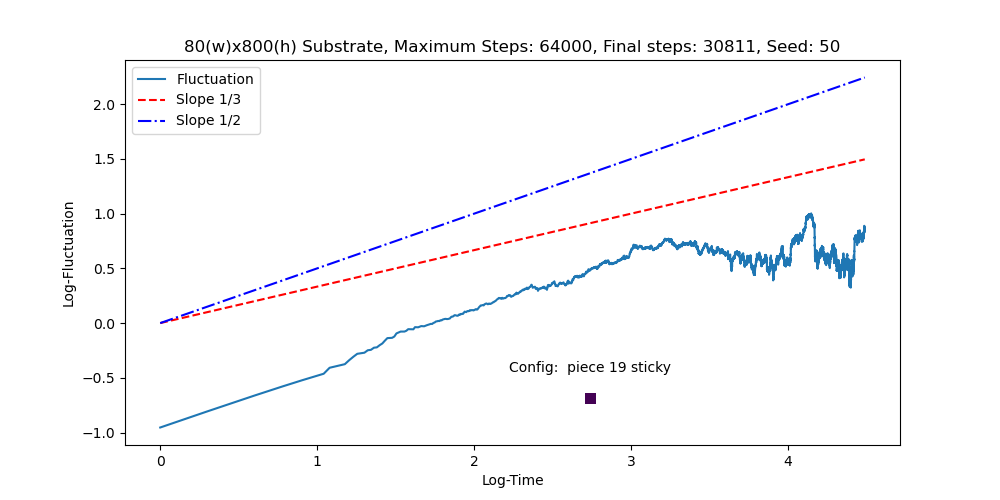 80(w)x800(h) Substrate, Maximum Steps: 64000, Final steps: 30811, Seed: 50
Fluctuation
Slope 1/3
Slope 1/2
Log-Fluctuation
2.0
1.5
1.0
0.5
0.0
−0.5
−1.0
Config:  piece 19 sticky
0 1 2 3 4
Log-Time